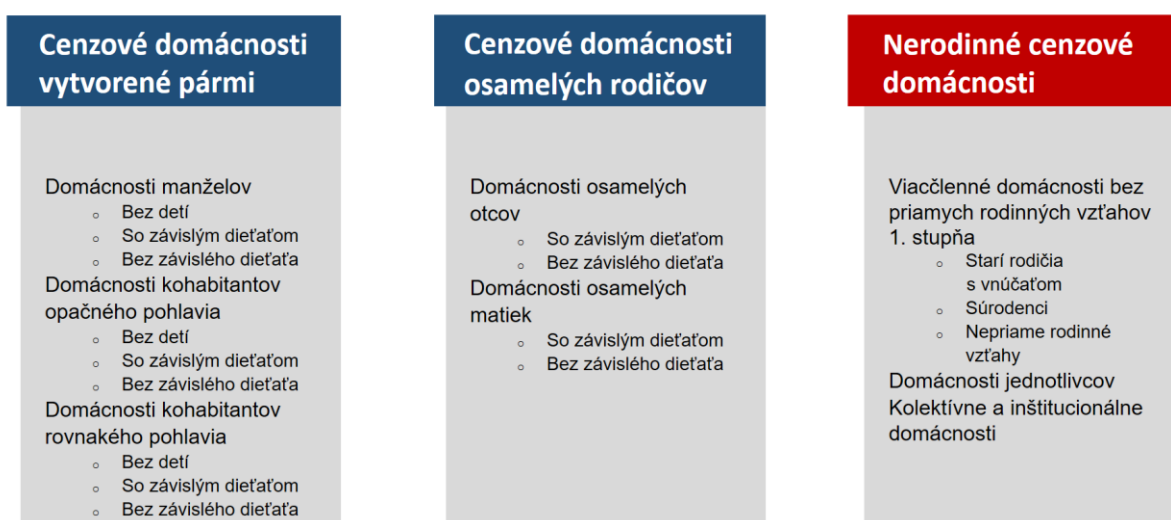 Cenzové domácnosti
vytvorené pármi
Domácnosti manželov
○ Bez detí
○ So závislým dieťaťom
○ Bez závislého dieťaťa
Domácnosti kohabitantov
opačného pohlavia
○ Bez detí
○ So závislým dieťaťom
○ Bez závislého dieťaťa
Domácnosti kohabitantov
rovnakého pohlavia
○ Bez detí
○ So závislým dieťaťom
○ Bez závislého dieťaťa
Cenzové domácnosti
osamelých rodičov
Domácnosti osamelých
otcov
○ So závislým dieťaťom
○ Bez závislého dieťaťa
Domácnosti osamelých
matiek
○ So závislým dieťaťom
○ Bez závislého dieťaťa
Nerodinné cenzové
domácnosti
Viacčlenné domácnosti bez
priamych rodinných vzťahov
1. stupňa
○ Starí rodičia
s vnúčaťom
○ Súrodenci
○ Nepriame rodinné
vzťahy
Domácnosti jednotlivcov
Kolektívne a inštitucionálne
domácnosti